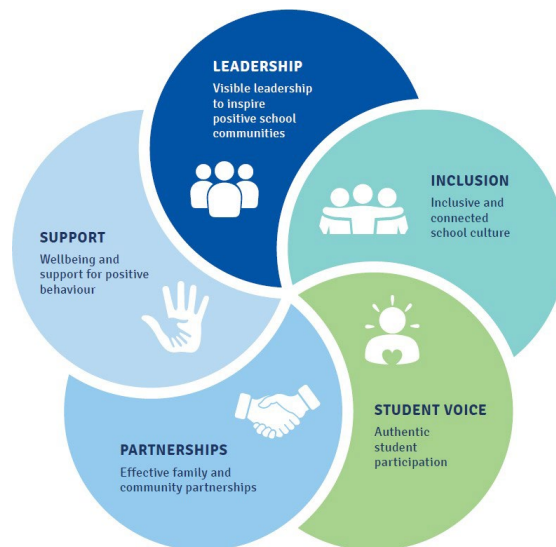 LEADERSHIP
Visible leadership
to inspire
positive school
communities
INCLUSION
Inclusive and
connected
school culture
STUDENT VOICE
Authentic
student
participation
PARTNERSHIPS
Effective family and
community partnerships
SUPPORT
Wellbeing and
support for positive
behaviour